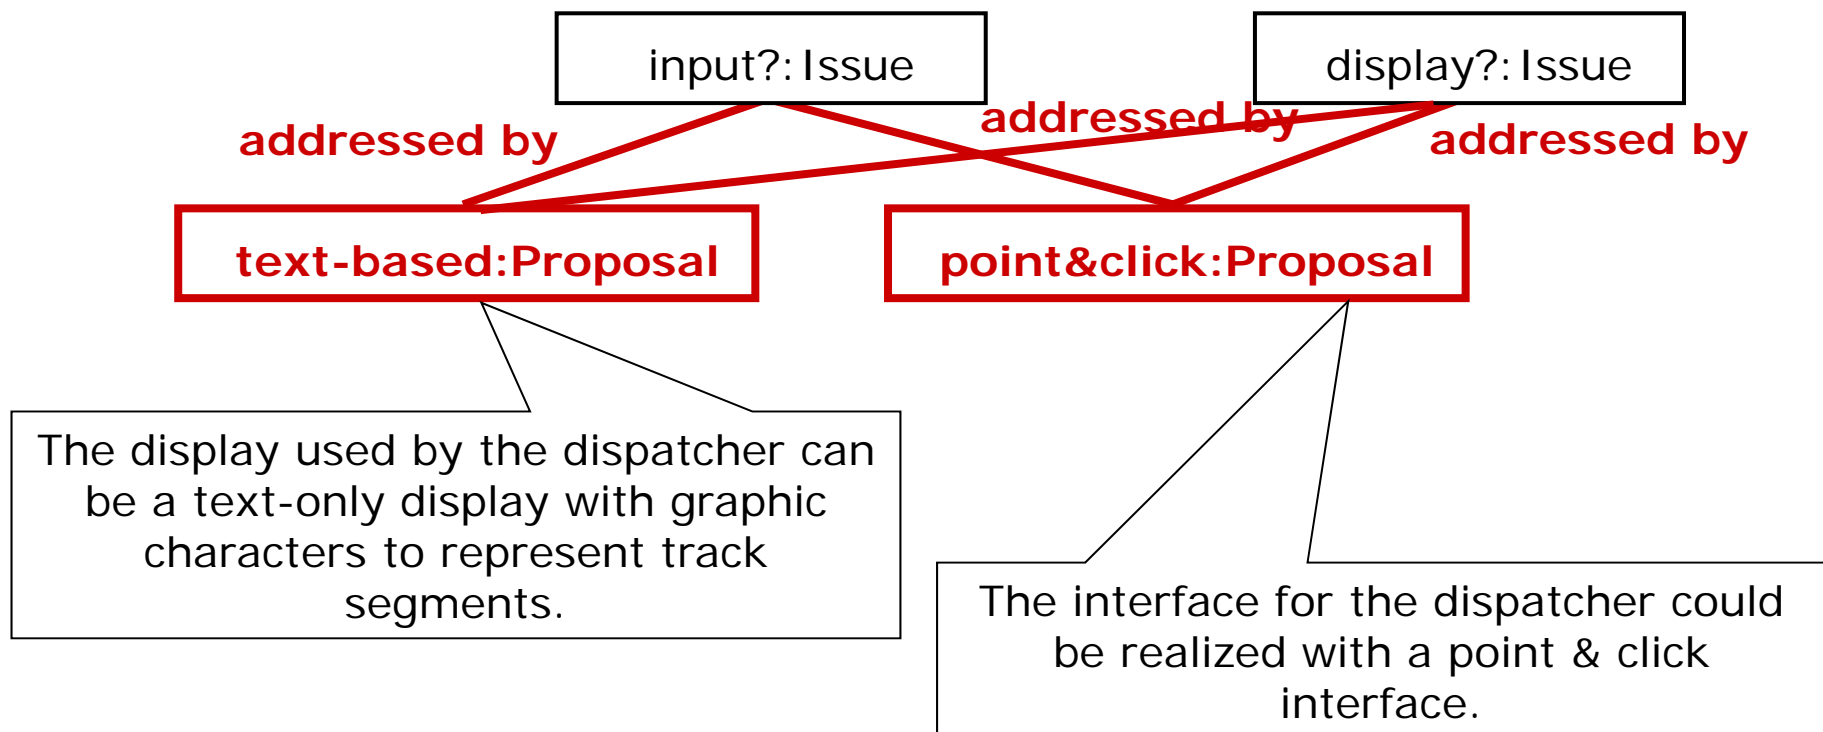 input?:Issue
display?:Issue
addressed by
addressed by
addressed by
text-based:Proposal
point&click:Proposal
The display used by the dispatcher can
be a text-only display with graphic
characters to represent track
segments.
The interface for the dispatcher could
be realized with a point & click
interface.